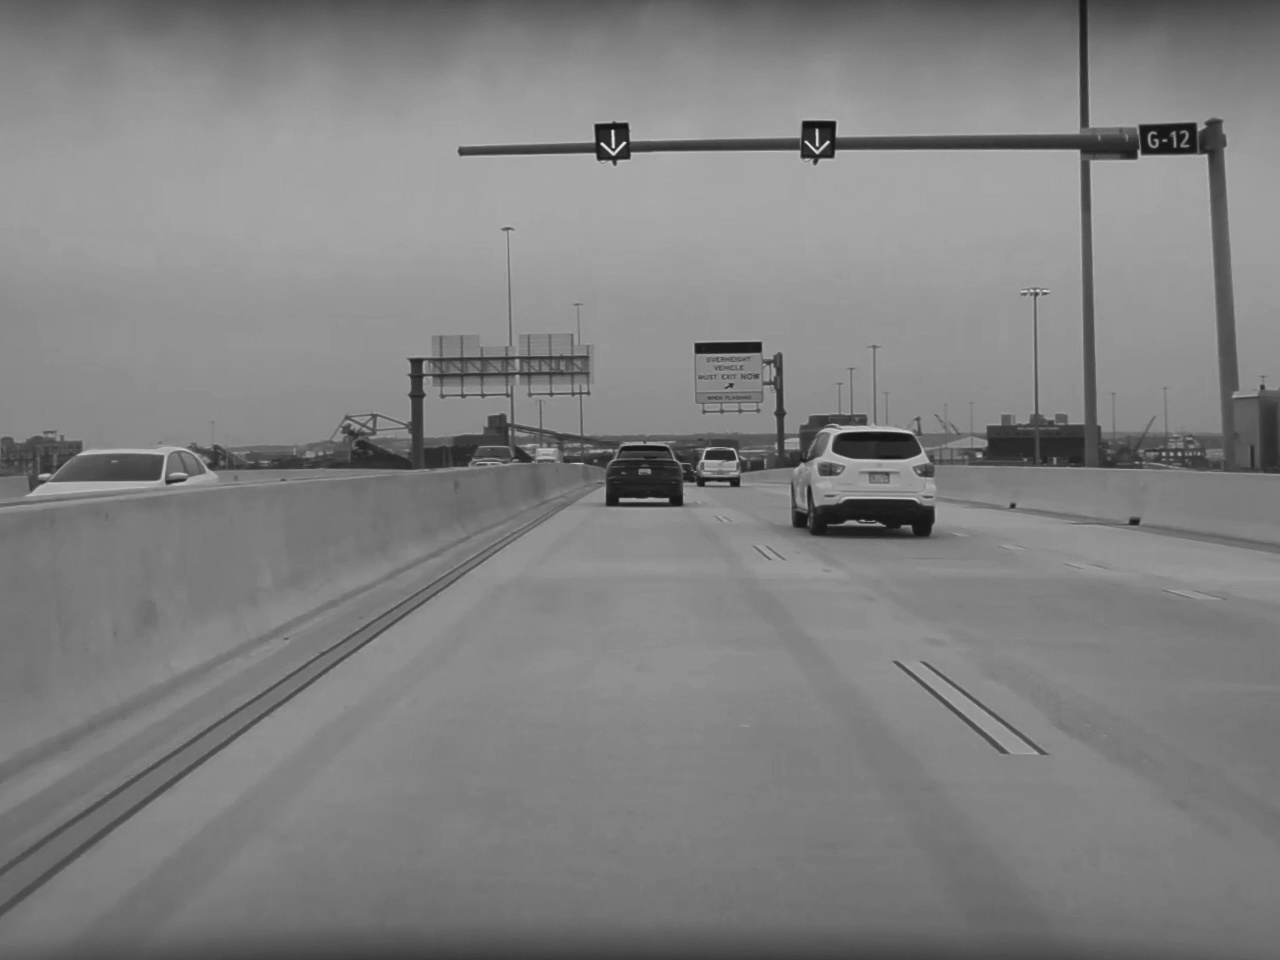 G-12
OVERHEIGHT
VEHICLE
MUST EXIT NOW
WHEN FLASHING